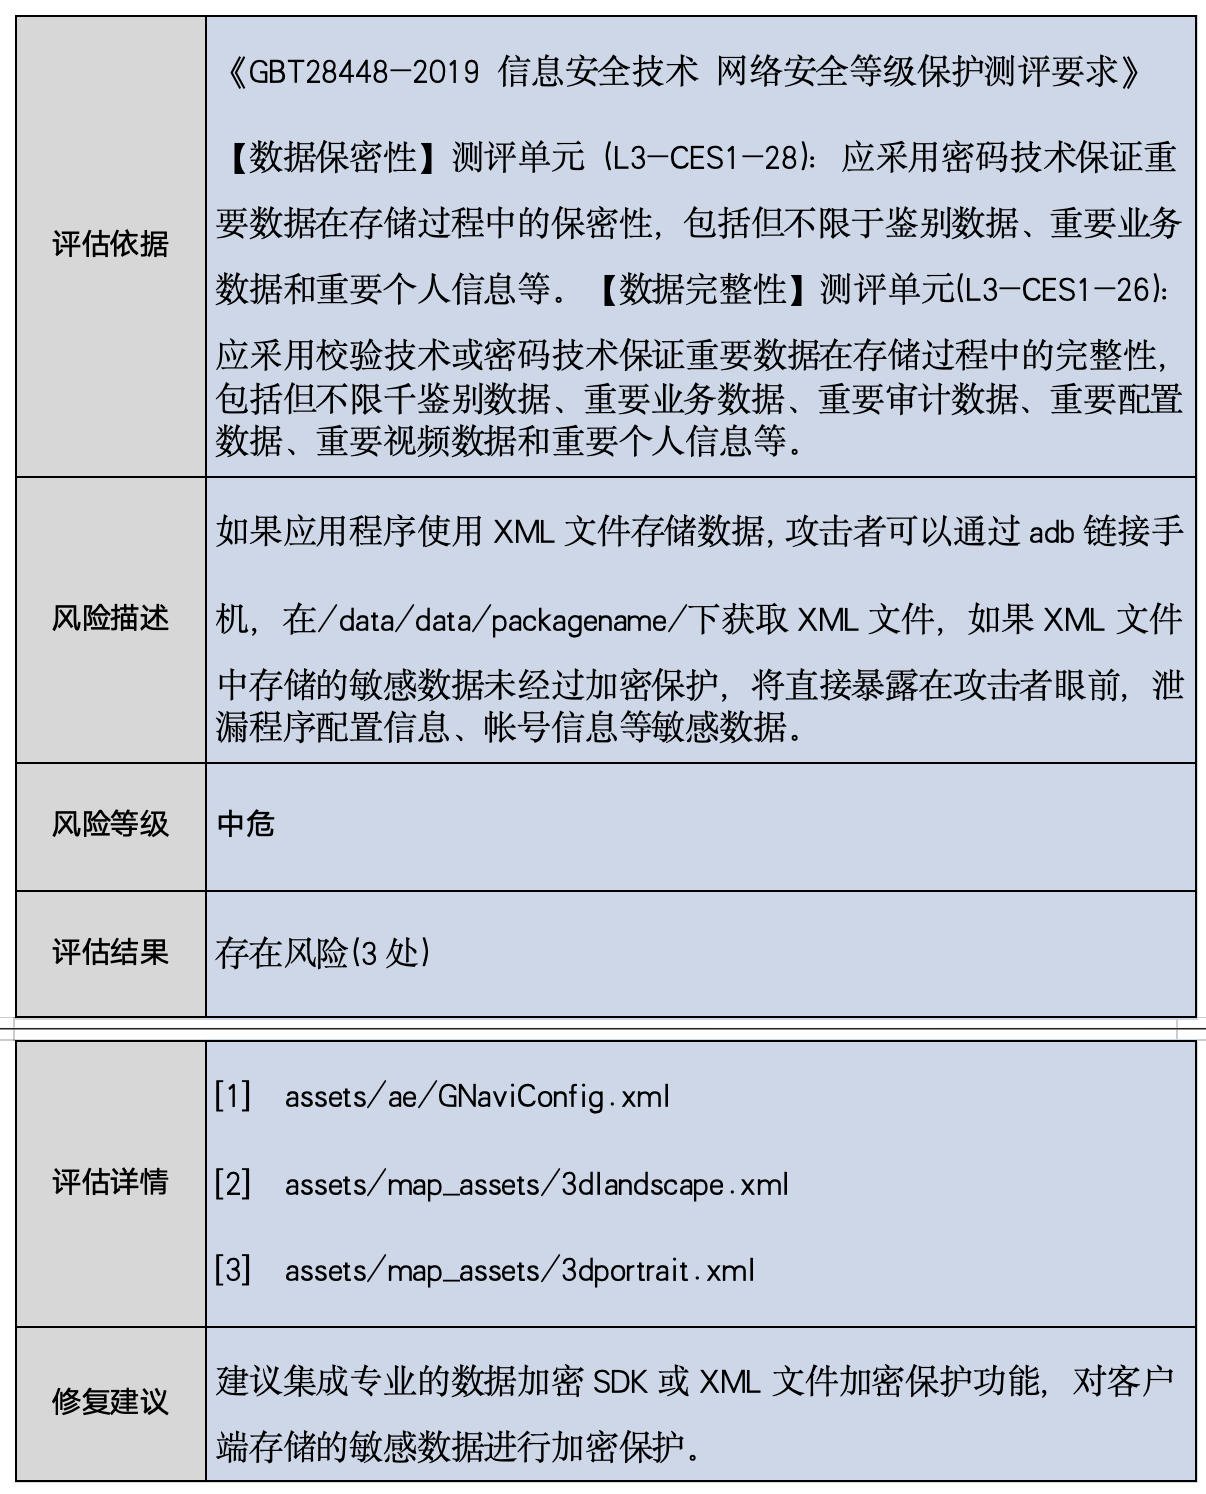 评估依据
《GBT28448-2019 信息安全技术 网络安全等级保护测评要求》
【数据保密性】测评单元 (L3-CES1-28)： 应采用密码技术保证重
要数据在存储过程中的保密性，包括但不限于鉴别数据、重要业务
数据和重要个人信息等。【数据完整性】测评单元(L3-CES1-26)：
应采用校验技术或密码技术保证重要数据在存储过程中的完整性，
包括但不限千鉴别数据、重要业务数据、重要审计数据、重要配置
数据、重要视频数据和重要个人信息等。
风险描述
如果应用程序使用 XML 文件存储数据, 攻击者可以通过 adb 链接手
机，在/data/data/packagename/下获取 XML 文件，如果 XML 文件
中存储的敏感数据未经过加密保护，将直接暴露在攻击者眼前，泄
漏程序配置信息、帐号信息等敏感数据。
风险等级
中危
评估结果
存在风险(3 处)
评估详情
[1] assets/ae/GNaviConfig.xml
[2] assets/map_assets/3dlandscape.xml
[3] assets/map_assets/3dportrait.xml
修复建议
建议集成专业的数据加密 SDK 或 XML 文件加密保护功能，对客户
端存储的敏感数据进行加密保护。